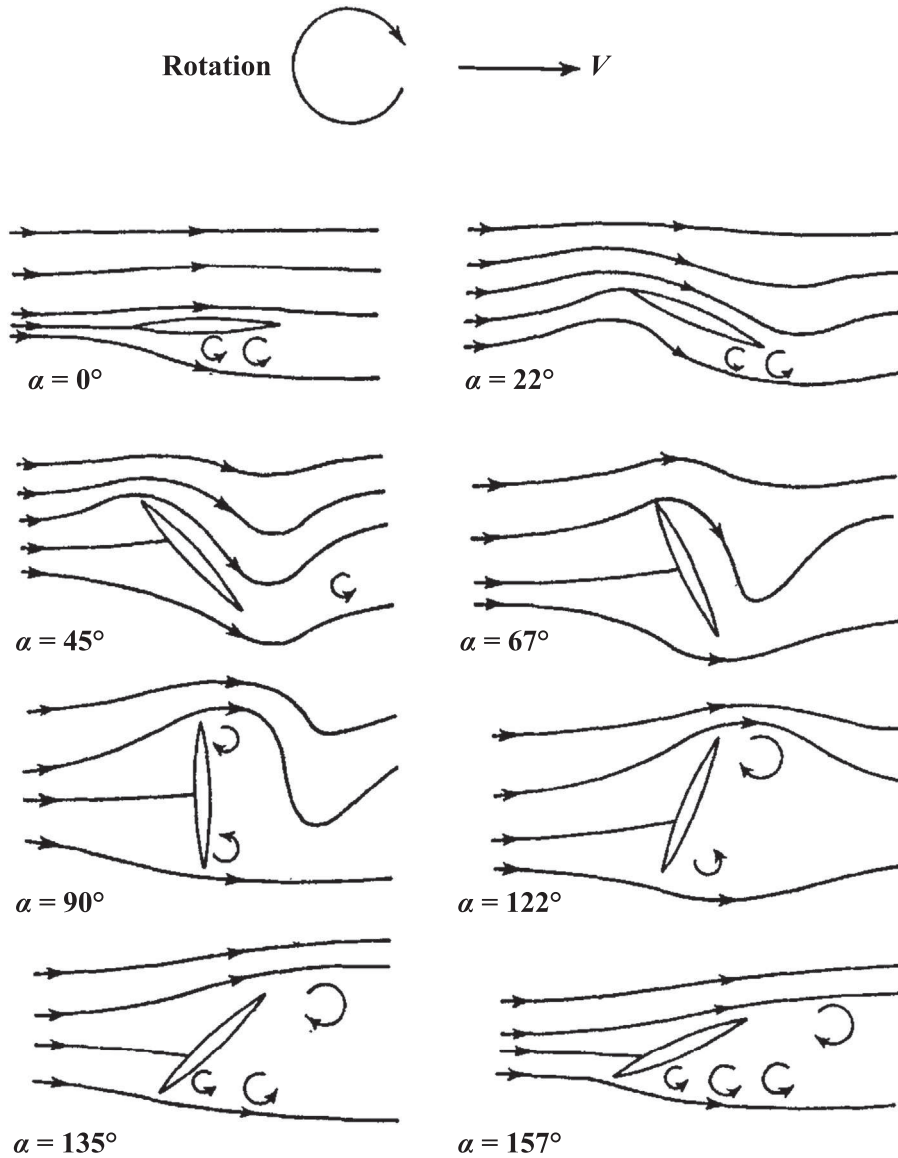 Rotation
V
α = 0°
α = 22°
α = 45°
α = 67°
α = 90°
α = 122°
α = 135°
α = 157°